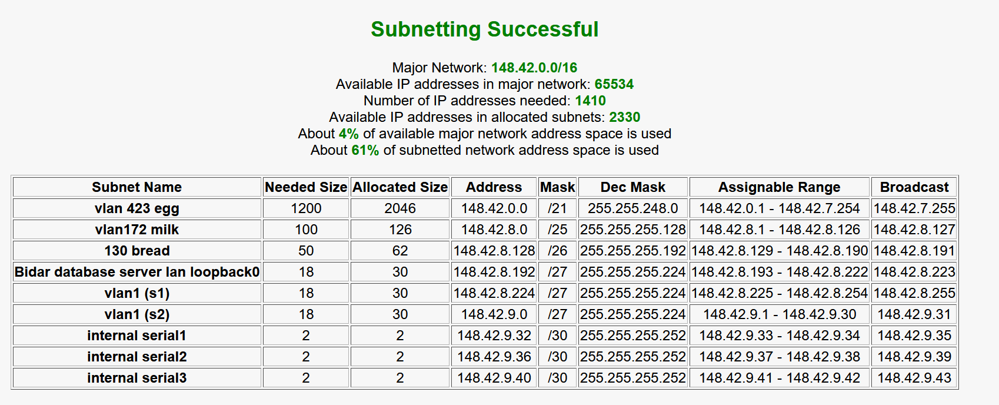 Subnetting Successful
Major Network: 148.42.0.0/16
Available IP addresses in major network: 65534
Number of IP addresses needed: 1410
Available IP addresses in allocated subnets: 2330
About 4% of available major network address space is used
About 61% of subnetted network address space is used
Subnet Name Needed Size Allocated Size Address Mask Dec Mask Assignable Range Broadcast
vlan 423 egg 1200 2046 148.42.0.0 /21 255.255.248.0 148.42.0.1 - 148.42.7.254 148.42.7.255
vlan172 milk 100 126 148.42.8.0 /25 255.255.255.128 148.42.8.1 - 148.42.8.126 148.42.8.127
130 bread 50 62 148.42.8.128 /26 255.255.255.192 148.42.8.129 - 148.42.8.190 148.42.8.191
Bidar database server lan loopback0 18 30 148.42.8.192 /27 255.255.255.224 148.42.8.193 - 148.42.8.222 148.42.8.223
vlan1 (s1) 18 30 148.42.8.224 /27 255.255.255.224 148.42.8.225 - 148.42.8.254 148.42.8.255
vlan1 (s2) 18 30 148.42.9.0 /27 255.255.255.224 148.42.9.1 - 148.42.9.30 148.42.9.31
internal serial1 2 2 148.42.9.32 /30 255.255.255.252 148.42.9.33 - 148.42.9.34 148.42.9.35
internal serial2 2 2 148.42.9.36 /30 255.255.255.252 148.42.9.37 - 148.42.9.38 148.42.9.39
internal serial3 2 2 148.42.9.40 /30 255.255.255.252 148.42.9.41 - 148.42.9.42 148.42.9.43